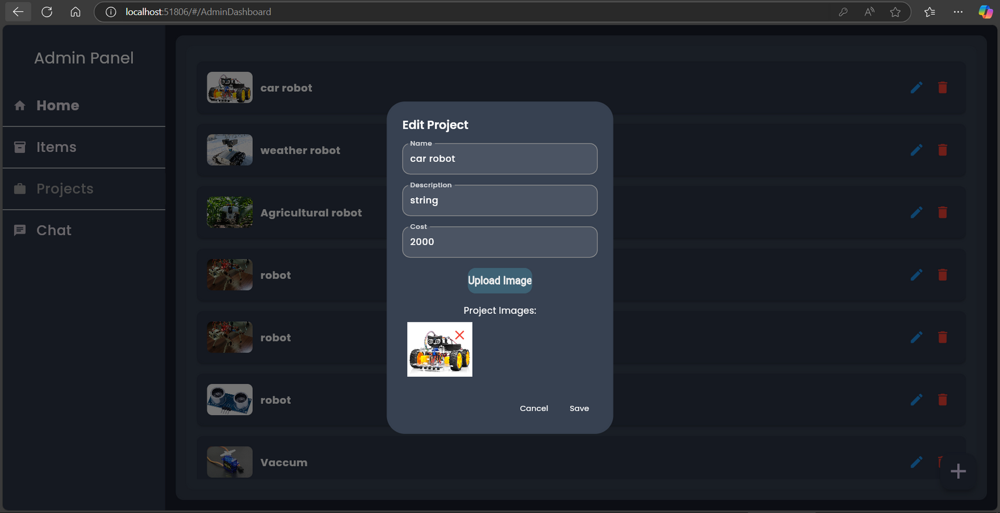 localhost:51806/#/AdminDashboard
Admin Panel
Home
Items
Projects
Chat
car robot
weather robot
Agricultural robot
robot
robot
robot
Vaccum
Edit Project
Name
car robot
Description
string
Cost
2000
Upload Image
Project Images:
Cancel
Save